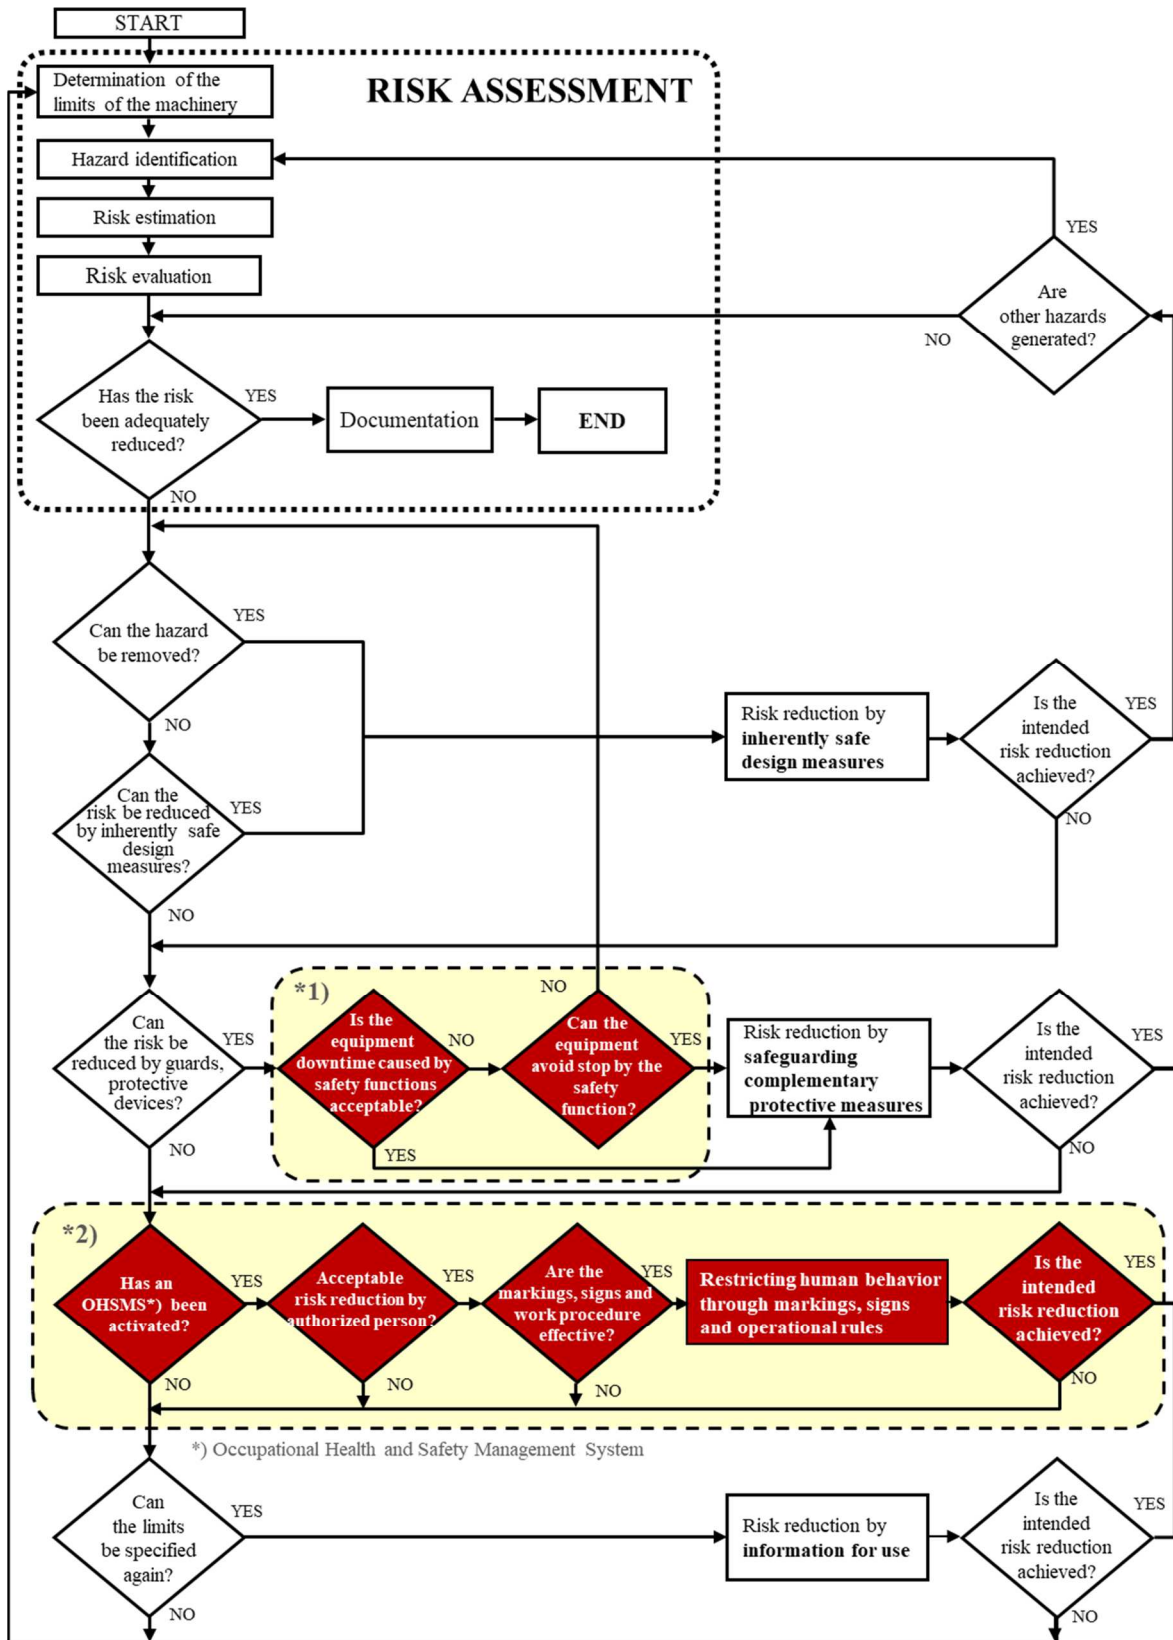 START
RISK ASSESSMENT
Determination of the
limits of the machinery
Hazard identification
Risk estimation
Risk evaluation
YES
Are
other hazards
generated?
NO
Has the risk
been adequately
reduced?
YES
Documentation
END
NO
Can the hazard
be removed?
YES
NO
Can the
risk be reduced
by inherently safe
design
measures?
YES
NO
Risk reduction by
inherently safe
design measures
Is the
intended
risk reduction
achieved?
YES
NO
*1)
Can
the risk be
reduced by guards,
protective
devices?
YES
NO
Is the
equipment
downtime caused by
safety functions
acceptable?
NO
YES
NO
Can the
equipment
avoid stop by the
safety
function?
YES
Risk reduction by
safeguarding
complementary
protective measures
Is the
intended
risk reduction
achieved?
YES
NO
*2)
Has an
OHSMS*) been
activated?
YES
NO
Acceptable
risk reduction by
authorized person?
YES
NO
Are the
markings, signs and
work procedure
effective?
YES
NO
Restricting human behavior
through markings, signs
and operational rules
Is the
intended
risk reduction
achieved?
YES
NO
*) Occupational Health and Safety Management System
Can
the limits
be specified
again?
YES
NO
Risk reduction by
information for use
Is the
intended
risk reduction
achieved?
YES
NO